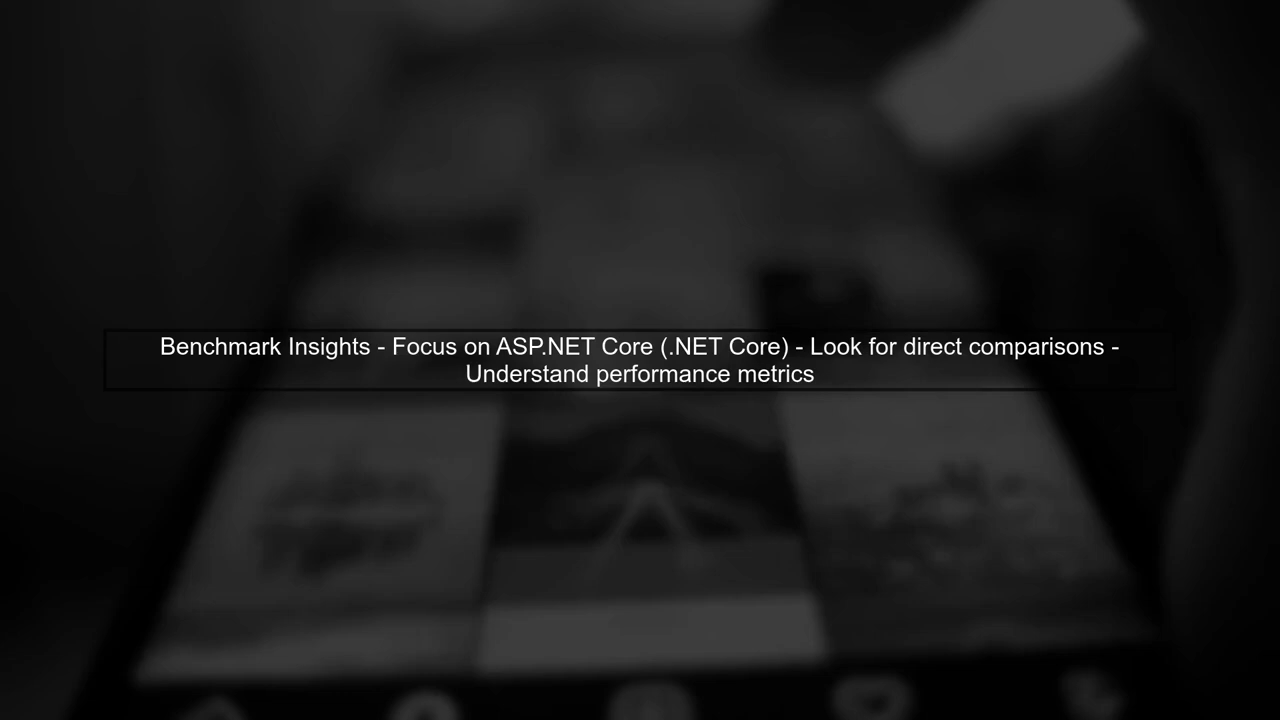 Benchmark Insights - Focus on ASP.NET Core (.NET Core) - Look for direct comparisons -
Understand performance metrics